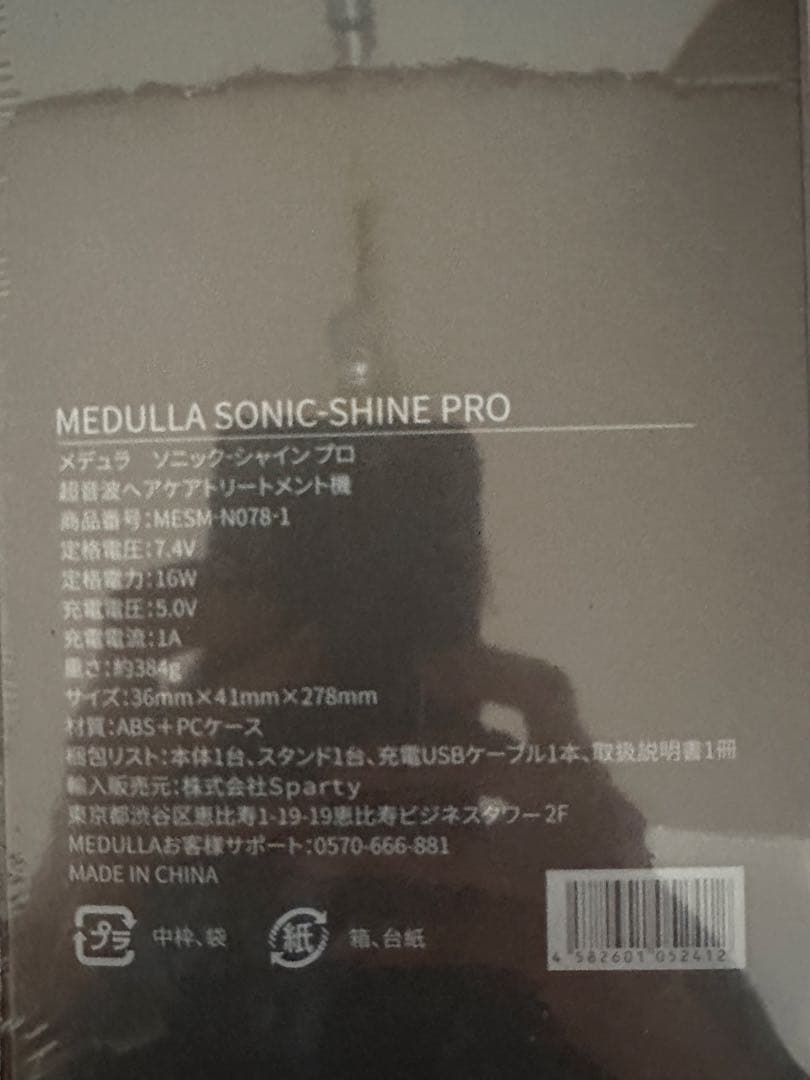 MEDULLA SONIC-SHINE PRO
メデュラ ソニック-シャイン プロ
超音波ヘアケアトリートメント機
商品番号:MESM-N078-1
定格電圧:7.4V
定格電力:16W
充電電圧:5.0V
充電電流:1A
重さ:約384g
サイズ:36mm×41mm×278mm
材質:ABS+PCケース
梱包リスト:本体1台、スタンド1台、充電USBケーブル1本、取扱説明書1冊
輸入販売元:株式会社Sparty
東京都渋谷区恵比寿1-19-19恵比寿ビジネスタワー2F
MEDULLAお客様サポート:0570-666-881
MADE IN CHINA
プラ 中枠、袋 紙 箱、台紙
4 582601 052412